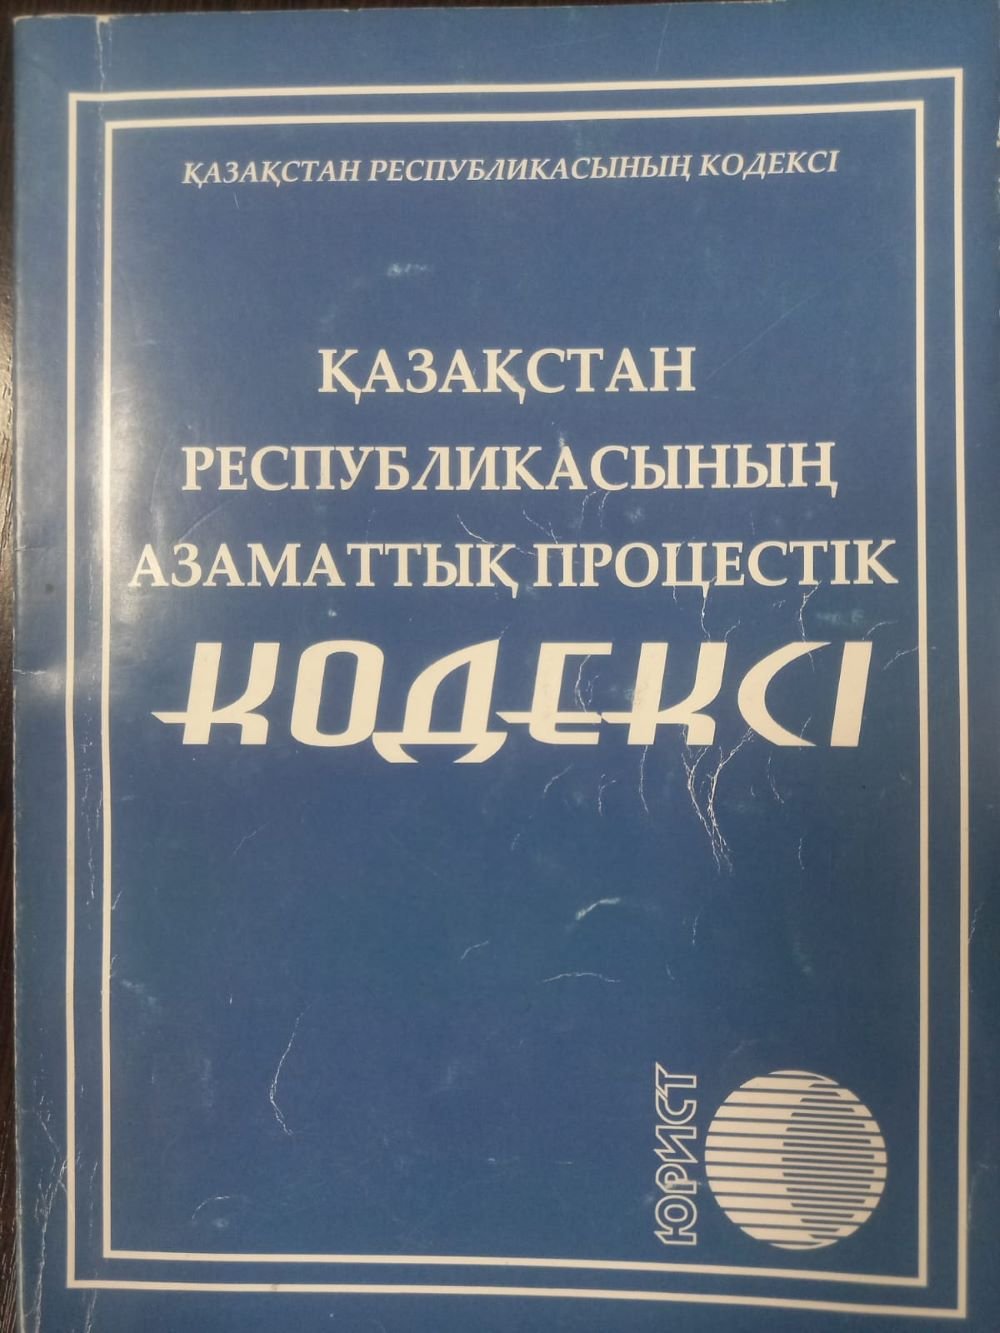 ҚАЗАҚСТАН РЕСПУБЛИКАСЫНЫҢ КОДЕКСІ
ҚАЗАҚСТАН
РЕСПУБЛИКАСЫНЫҢ
АЗАМАТТЫҚ ПРОЦЕСТІК
КОДЕКСІ
ЮРИСТ